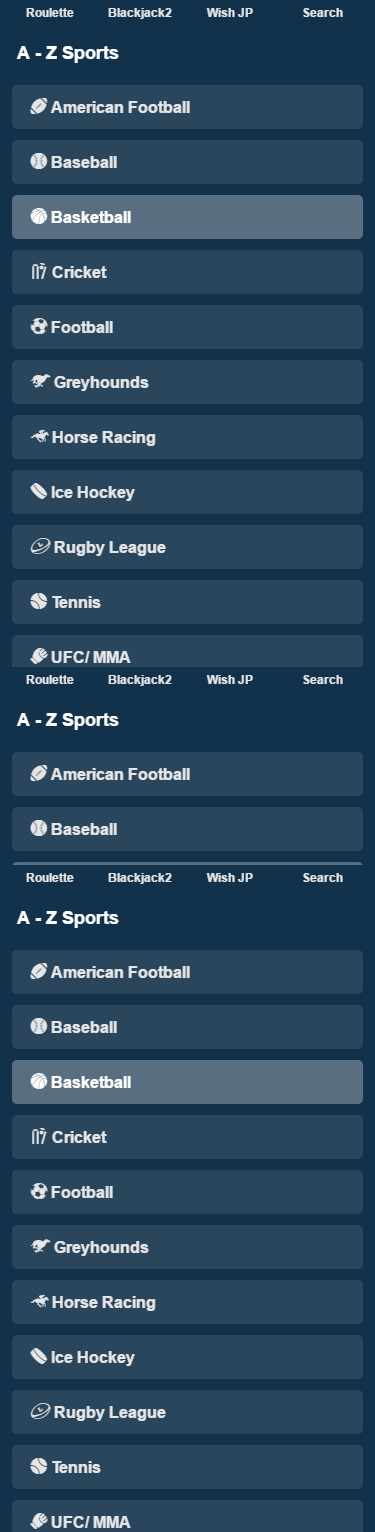 Roulette Blackjack2 Wish JP Search
A - Z Sports
American Football
Baseball
Basketball
Cricket
Football
Greyhounds
Horse Racing
Ice Hockey
Rugby League
Tennis
UFC/ MMA
Roulette Blackjack2 Wish JP Search
A - Z Sports
American Football
Baseball
Roulette Blackjack2 Wish JP Search
A - Z Sports
American Football
Baseball
Basketball
Cricket
Football
Greyhounds
Horse Racing
Ice Hockey
Rugby League
Tennis
UFC/ MMA